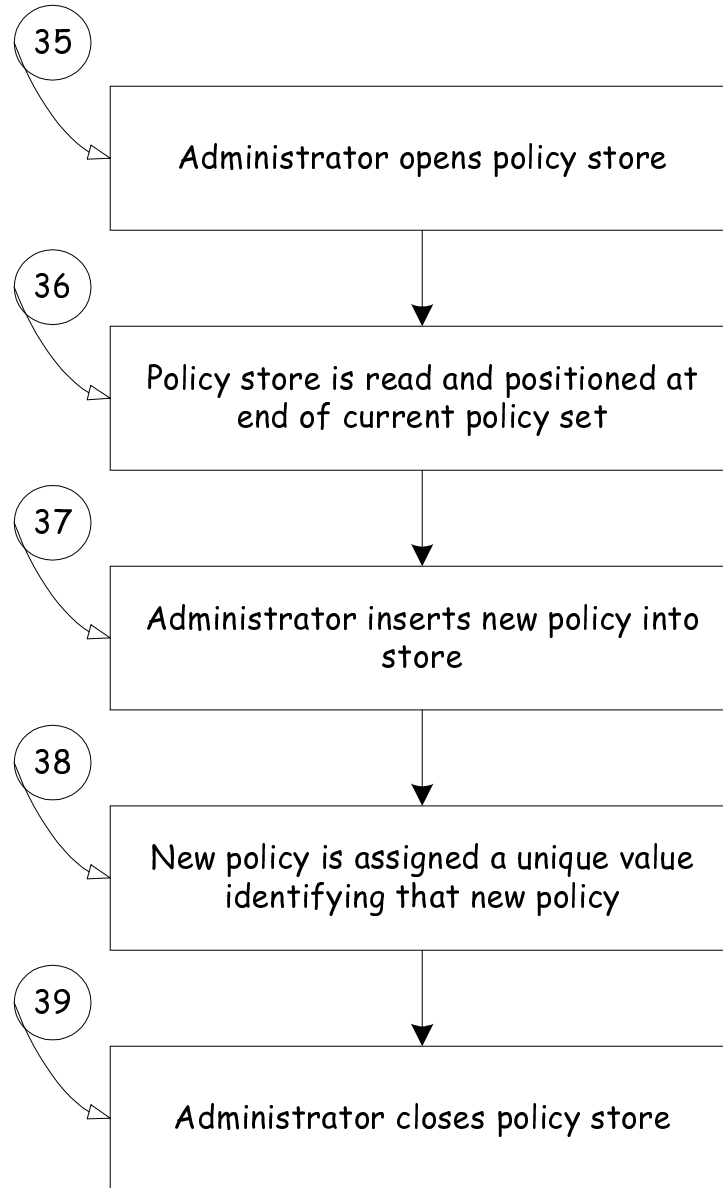 35
Administrator opens policy store
36
Policy store is read and positioned at
end of current policy set
37
Administrator inserts new policy into
store
38
New policy is assigned a unique value
identifying that new policy
39
Administrator closes policy store